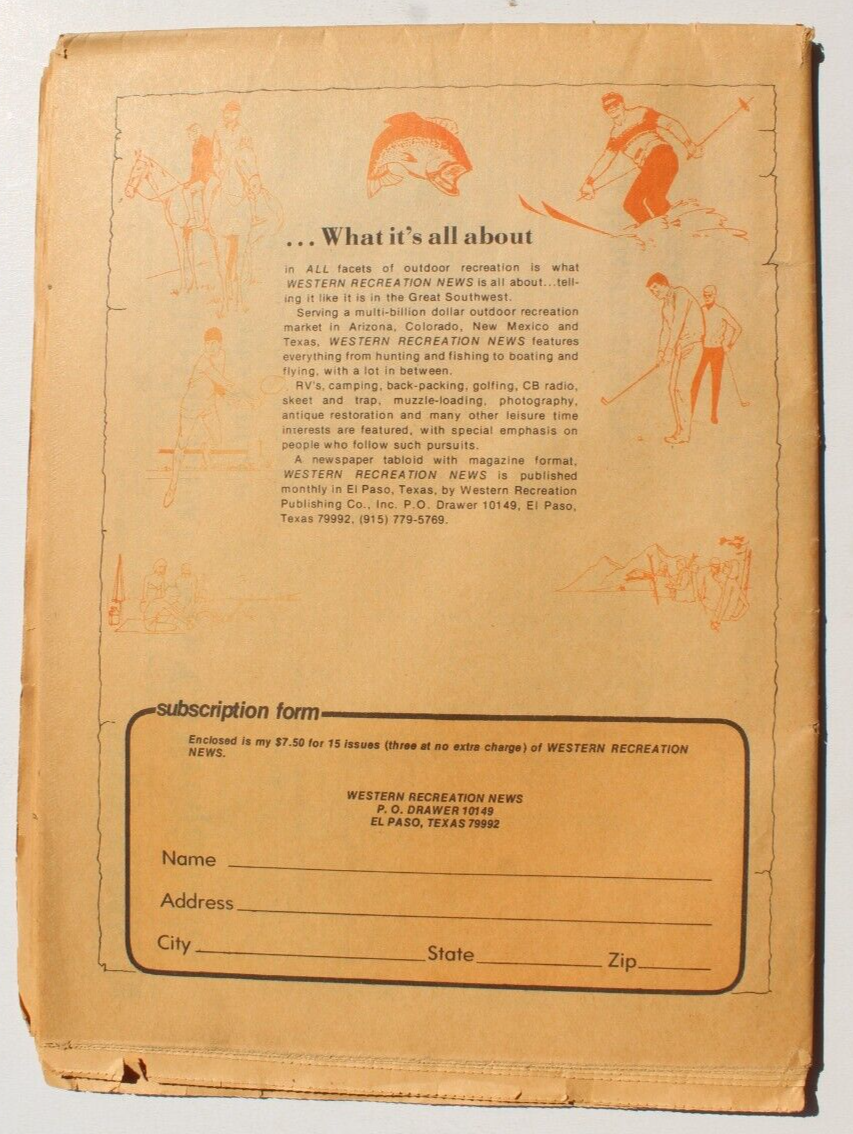 ...What it's all about
in ALL facets of outdoor recreation is what
WESTERN RECREATION NEWS is all about...tell-
ing it like it is in the Great Southwest.
Serving a multi-billion dollar outdoor recreation
market in Arizona, Colorado, New Mexico and
Texas, WESTERN RECREATION NEWS features
everything from hunting and fishing to boating and
flying, with a lot in between.
RV's, camping, back-packing, golfing, CB radio,
skeet and trap, muzzle-loading, photography,
antique restoration and many other leisure time
interests are featured, with special emphasis on
people who follow such pursuits.
A newspaper tabloid with magazine format,
WESTERN RECREATION NEWS is published
monthly in El Paso, Texas, by Western Recreation
Publishing Co., Inc. P.O. Drawer 10149, El Paso,
Texas 79992, (915) 779-5769.
subscription form
Enclosed is my $7.50 for 15 issues (three at no extra charge) of WESTERN RECREATION
NEWS.
WESTERN RECREATION NEWS
P. O. DRAWER 10149
EL PASO, TEXAS 79992
Name
Address
City State Zip